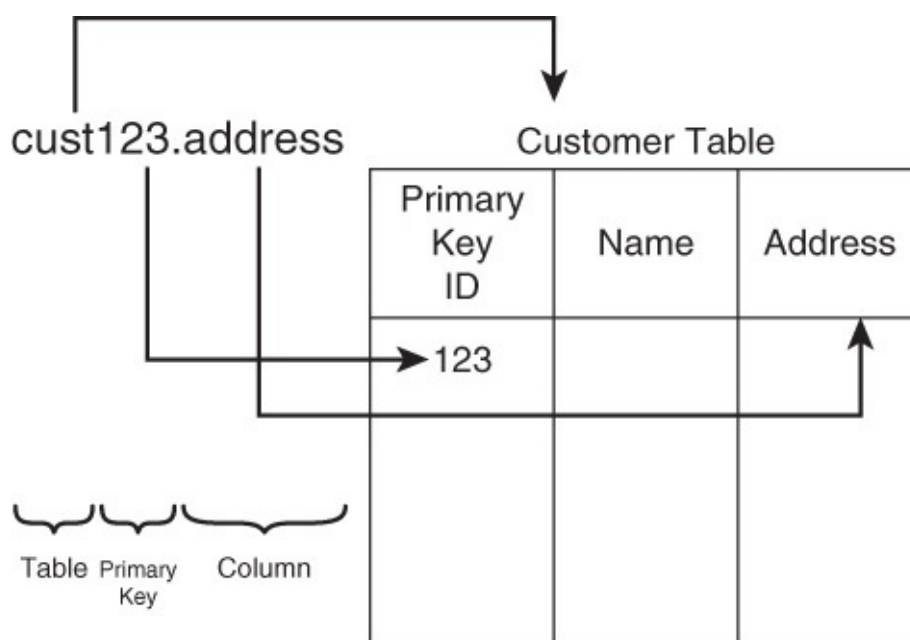 cust123.address
Customer Table
Primary
Key
ID
Name
Address
123
Table
Primary
Key
Column